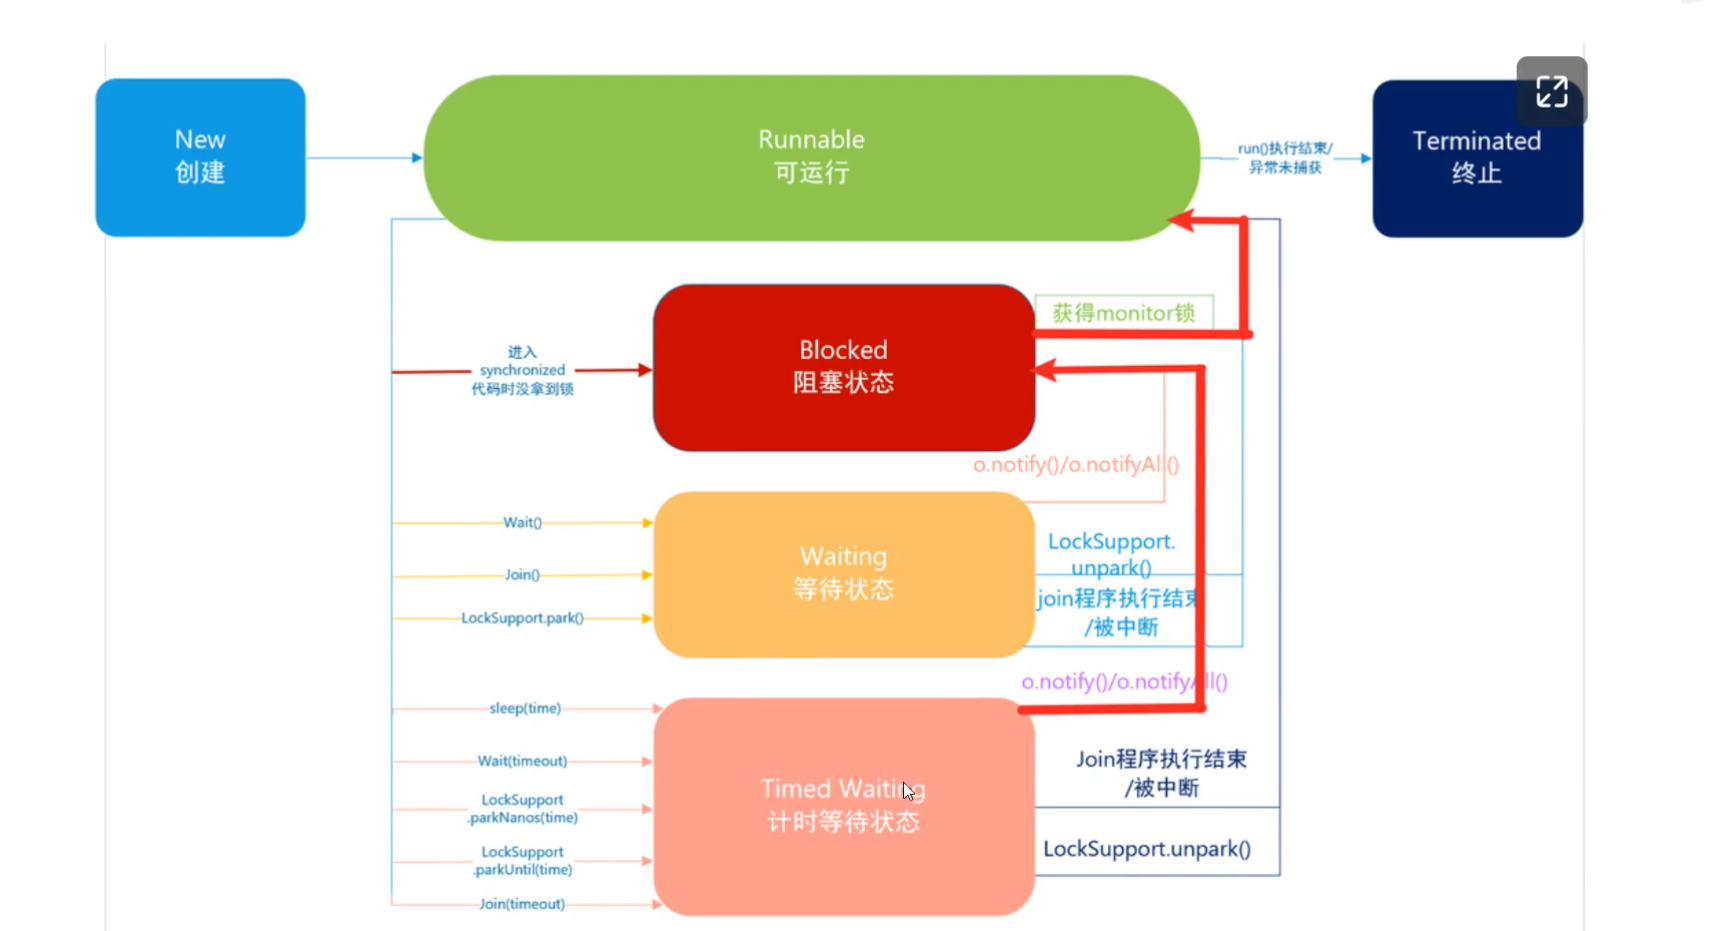 New
创建
Runnable
可运行
run()执行结束/
异常未捕获
Terminated
终止
获得monitor锁
进入
synchronized
代码时没拿到锁
Blocked
阻塞状态
o.notify()/o.notifyAll()
Wait()
Join()
LockSupport.park()
Waiting
等待状态
LockSupport.
unpark()
join程序执行结束
/被中断
o.notify()/o.notifyAll()
sleep(time)
Wait(timeout)
LockSupport
.parkNanos(time)
LockSupport
.parkUntil(time)
Join(timeout)
Timed Waiting
计时等待状态
Join程序执行结束
/被中断
LockSupport.unpark()